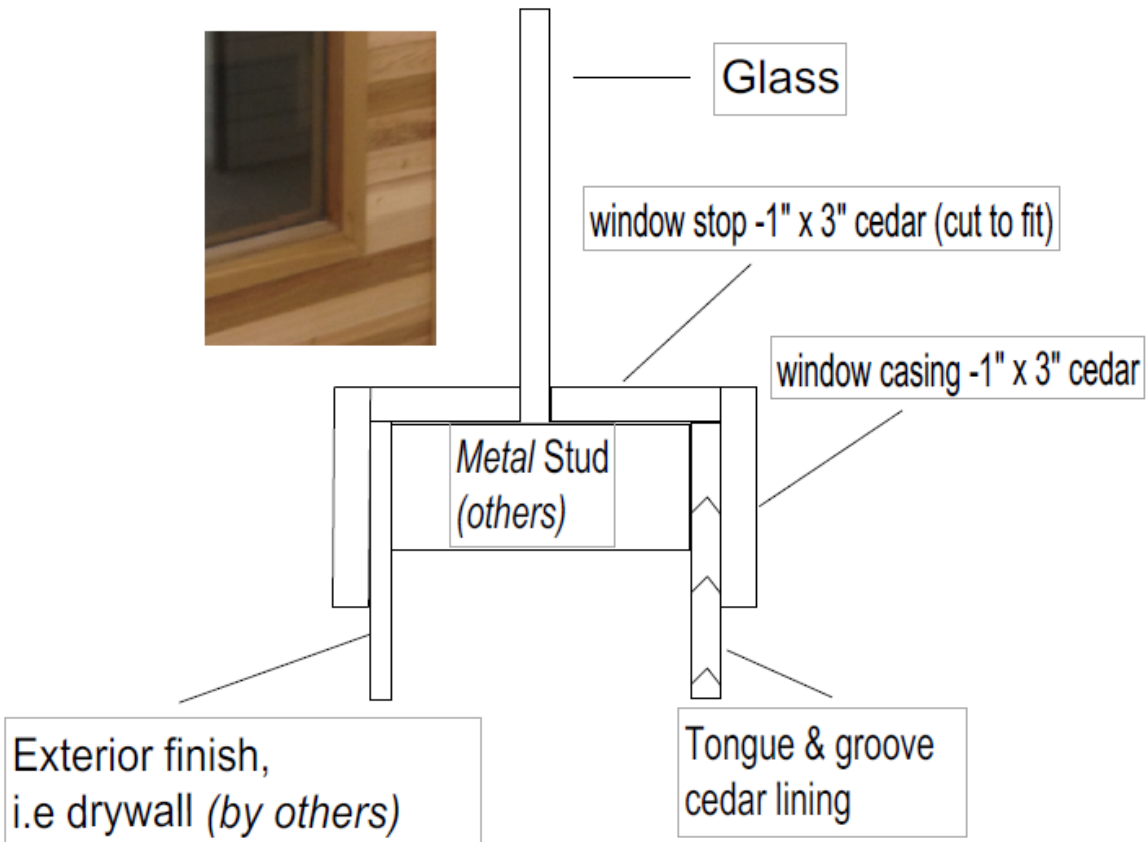 Glass
window stop -1" x 3" cedar (cut to fit)
window casing -1" x 3" cedar
Metal Stud
(others)
Exterior finish,
i.e drywall (by others)
Tongue & groove
cedar lining